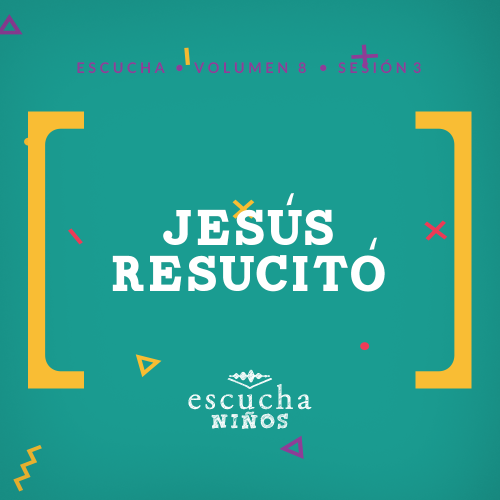 ESCUCHA • VOLUMEN 8 • SESIÓN 3
JESÚS
RESUCITÓ
escucha
NIÑOS